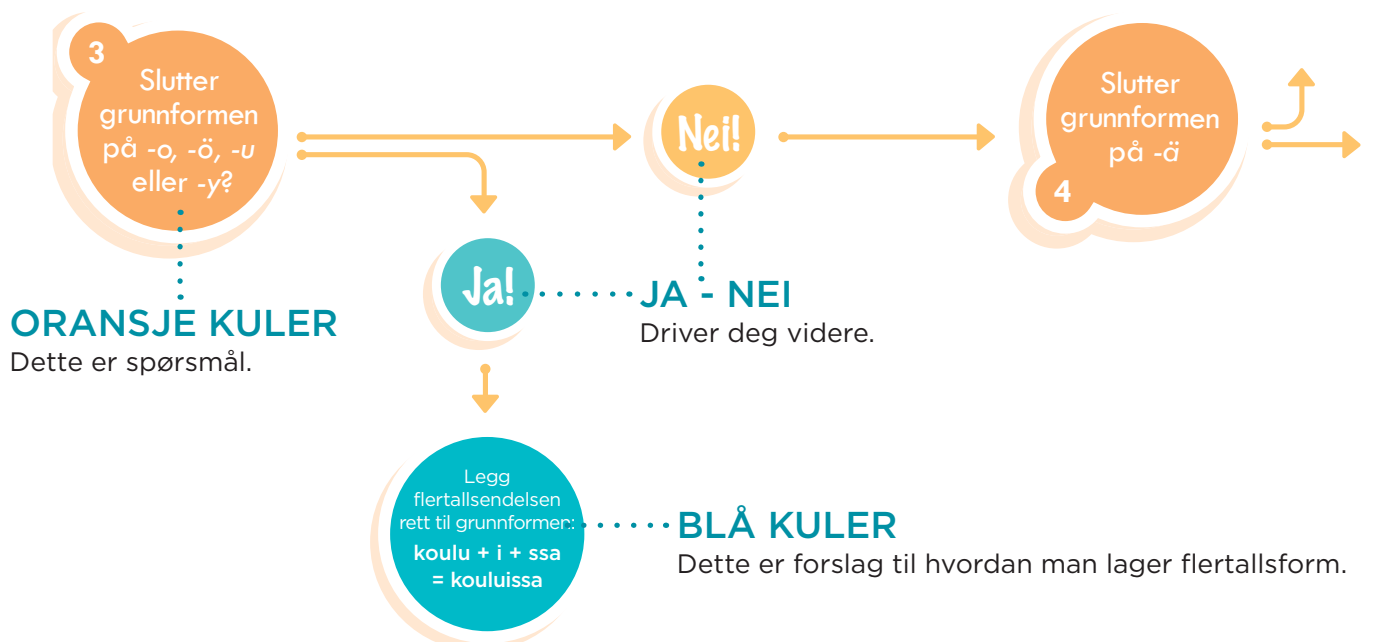 3
Slutter
grunnformen
på -o, -ö, -u
eller -y?
Nei!
Slutter
grunnformen
på -ä
4
Ja!
ORANSJE KULER
Dette er spørsmål.
JA - NEI
Driver deg videre.
Legg
flertallsendelsen
rett til grunnformen:
koulu + i + ssa
= kouluissa
BLÅ KULER
Dette er forslag til hvordan man lager flertallsform.